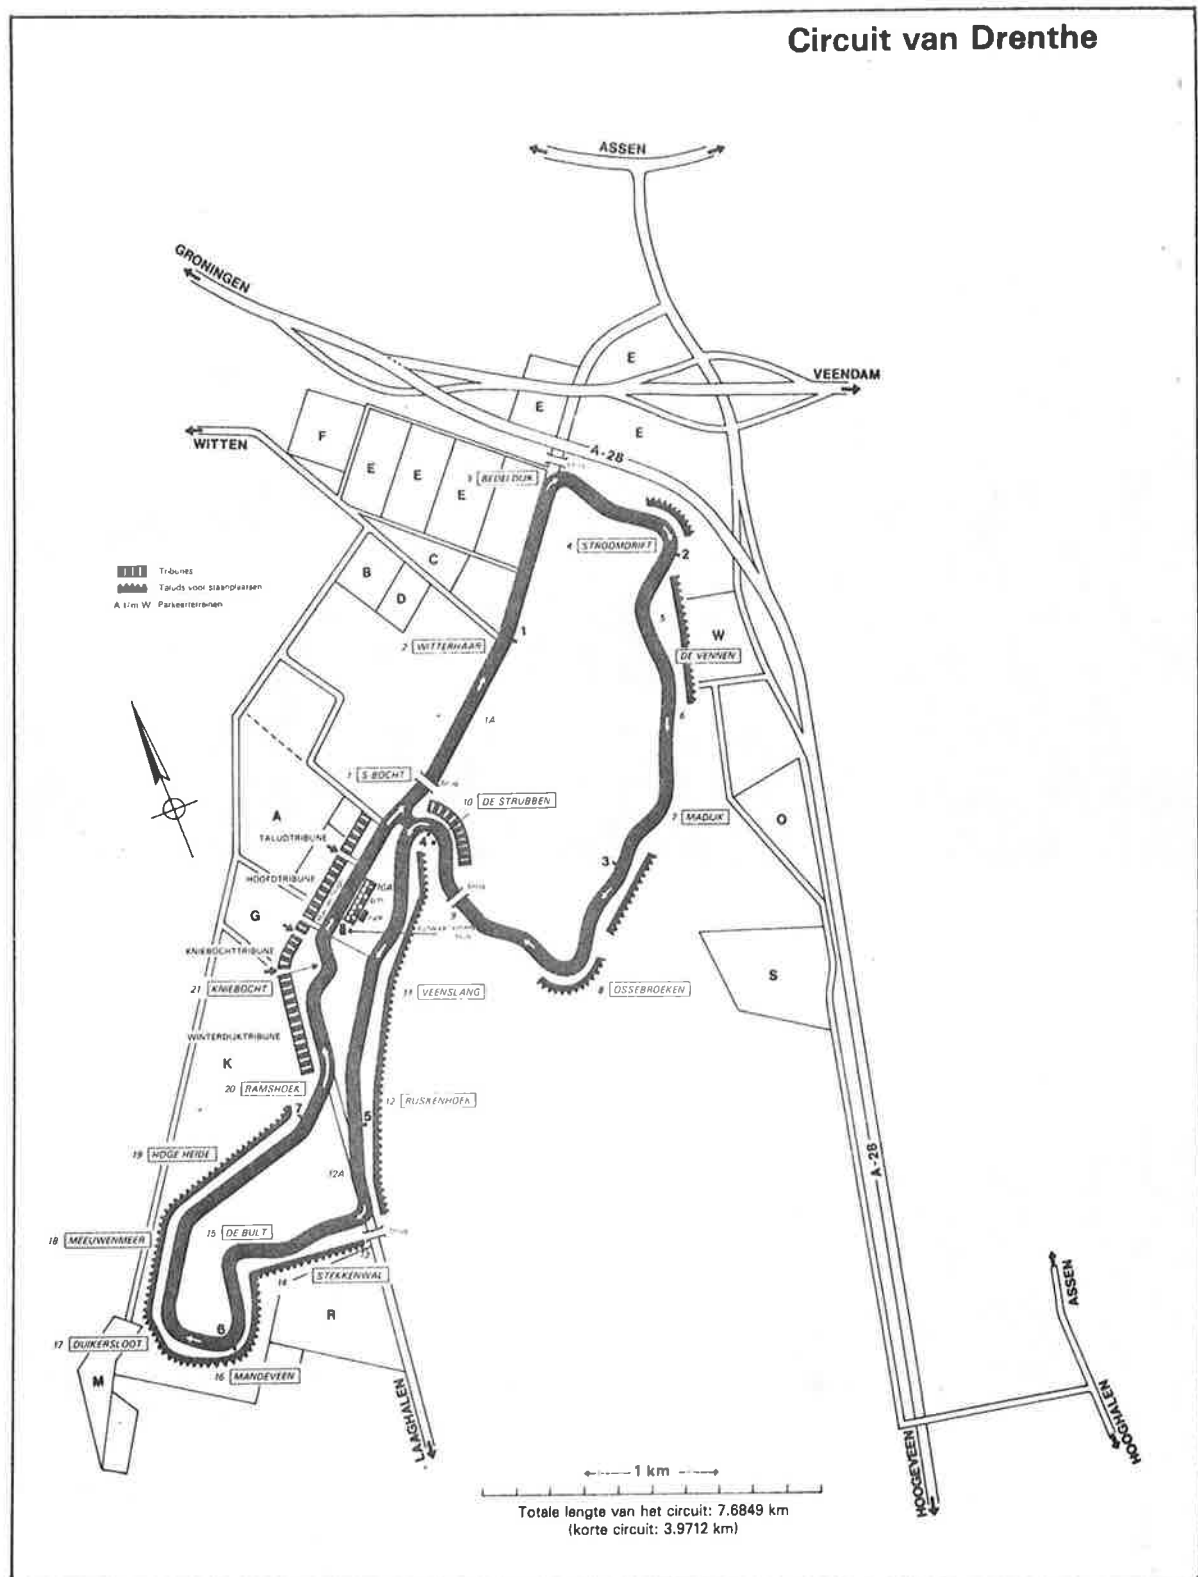 Circuit van Drenthe
ASSEN
GRONINGEN
VEENDAM
WITTEN
A-28
E
E
E
F
E
E
E
3 BEDELDIJK
4 STROOMDRIFT
2
C
B
D
5
W
DE VENNEN
Tribunes
Taluds voor staanplaatsen
A t/m W Parkeerterreinen
1
2 WITTERHAAR
6
1A
1 S-BOCHT
10 DE STRUBBEN
7 MADIJK
O
A
TALUDTRIBUNE
4
3
HOOFDTRIBUNE
10A
G
9
KNIEBOCHTTRIBUNE
S
21 KNIEBOCHT
11 VEENSLANG
8 OSSEBROEKEN
WINTERDIJKTRIBUNE
K
20 RAMSHOEK
12 RUSKENHOEK
7
5
19 HOGE HEIDE
12A
A-28
18 MEEUWENMEER
15 DE BULT
13
14 STEKKENWAL
ASSEN
R
6
17 DUIKERSLOOT
16 MANDEVEEN
M
LAAGHALEN
HOOGHALEN
HOOGEVEEN
1 km
Totale lengte van het circuit: 7.6849 km
(korte circuit: 3.9712 km)